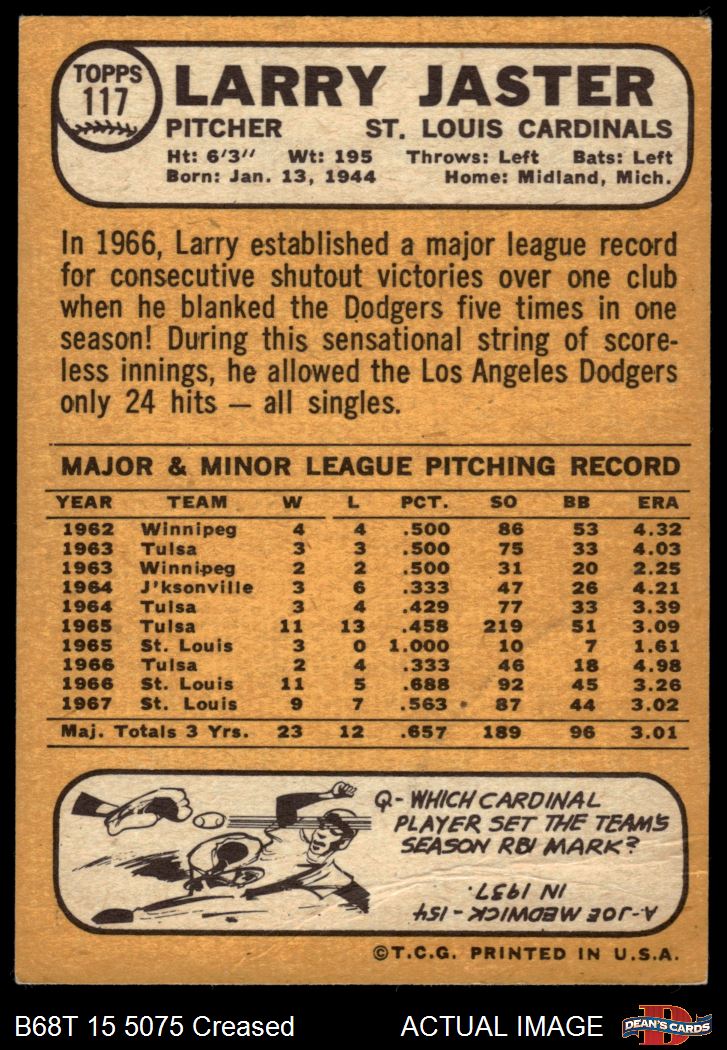 TOPPS
117
LARRY JASTER
PITCHER ST. LOUIS CARDINALS
Ht: 6'3" Wt: 195 Throws: Left Bats: Left
Born: Jan. 13, 1944 Home: Midland, Mich.
In 1966, Larry established a major league record
for consecutive shutout victories over one club
when he blanked the Dodgers five times in one
season! During this sensational string of score-
less innings, he allowed the Los Angeles Dodgers
only 24 hits — all singles.
MAJOR & MINOR LEAGUE PITCHING RECORD
YEAR TEAM W L PCT. SO BB ERA
1962 Winnipeg 4 4 .500 86 53 4.32
1963 Tulsa 3 3 .500 75 33 4.03
1963 Winnipeg 2 2 .500 31 20 2.25
1964 J'ksonville 3 6 .333 47 26 4.21
1964 Tulsa 3 4 .429 77 33 3.39
1965 Tulsa 11 13 .458 219 51 3.09
1965 St. Louis 3 0 1.000 10 7 1.61
1966 Tulsa 2 4 .333 46 18 4.98
1966 St. Louis 11 5 .688 92 45 3.26
1967 St. Louis 9 7 .563 87 44 3.02
Maj. Totals 3 Yrs. 23 12 .657 189 96 3.01
Q- WHICH CARDINAL
PLAYER SET THE TEAM'S
SEASON RBI MARK?
A- JOE MEDWICK - 154
IN 1937.
©T.C.G. PRINTED IN U.S.A.
B68T 15 5075 Creased ACTUAL IMAGE
D
DEAN'S CARDS